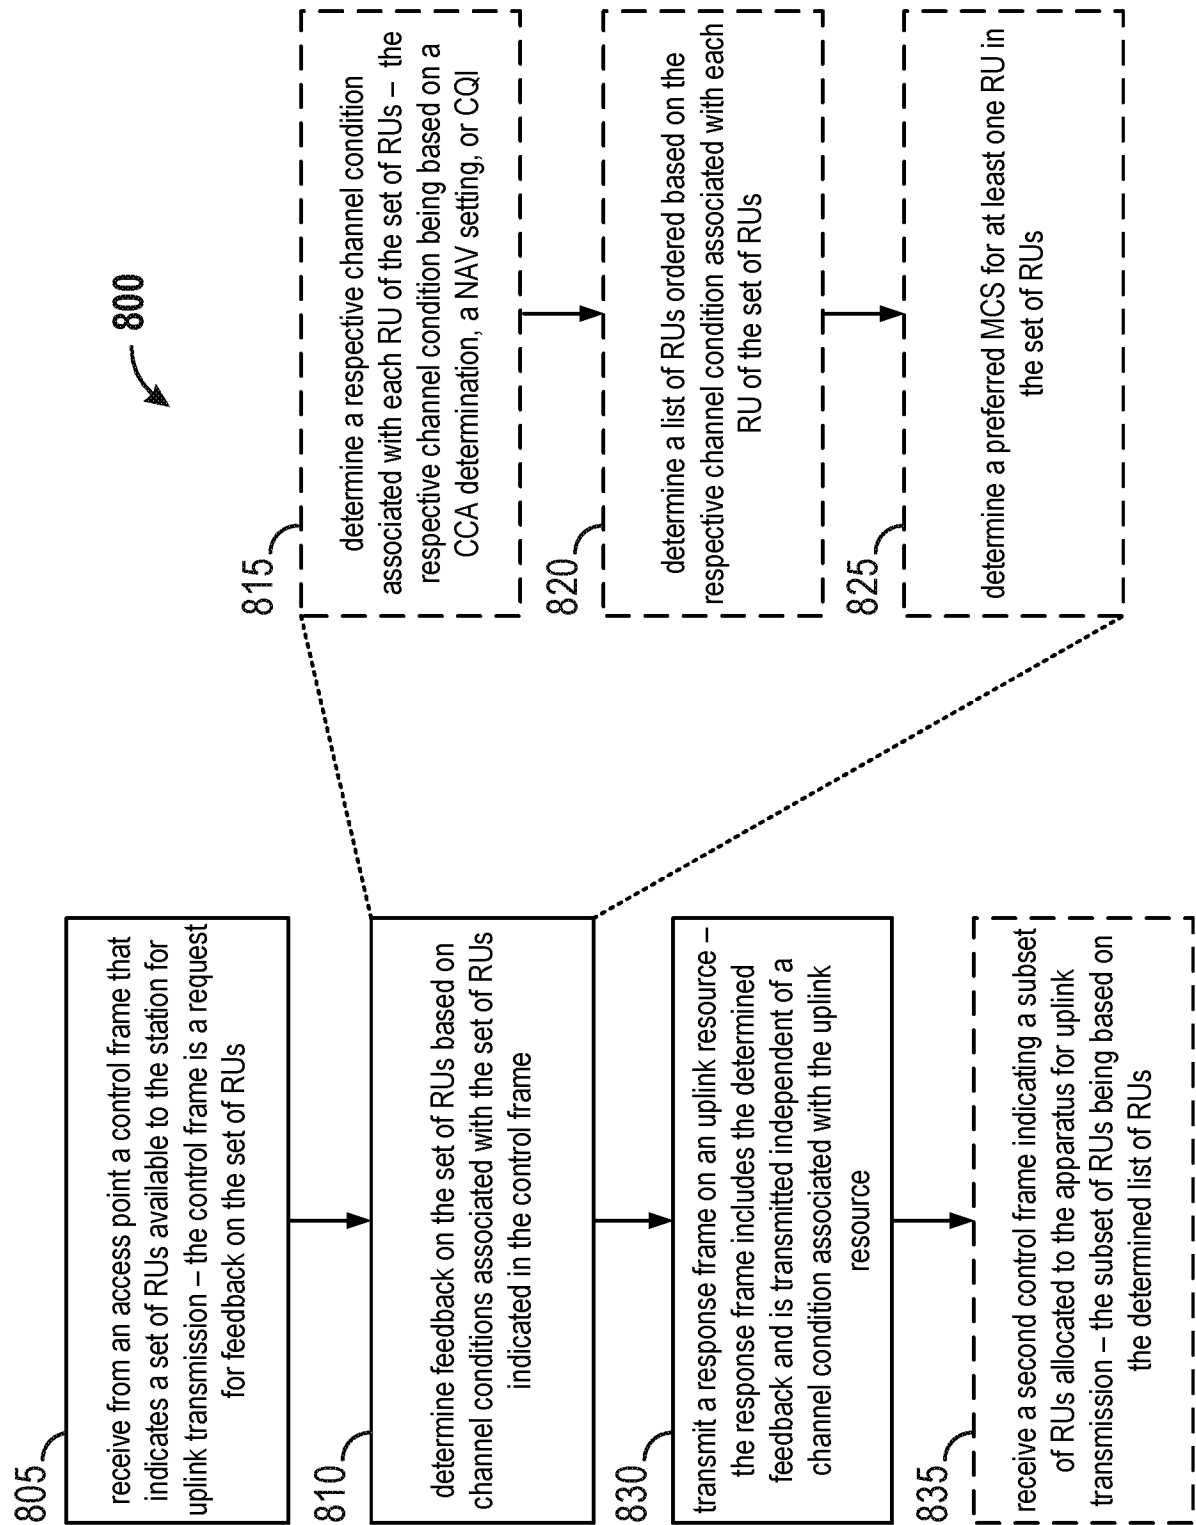 800
805
receive from an access point a control frame that
indicates a set of RUs available to the station for
uplink transmission – the control frame is a request
for feedback on the set of RUs
810
determine feedback on the set of RUs based on
channel conditions associated with the set of RUs
indicated in the control frame
815
determine a respective channel condition
associated with each RU of the set of RUs – the
respective channel condition being based on a
CCA determination, a NAV setting, or CQI
820
determine a list of RUs ordered based on the
respective channel condition associated with each
RU of the set of RUs
825
determine a preferred MCS for at least one RU in
the set of RUs
830
transmit a response frame on an uplink resource –
the response frame includes the determined
feedback and is transmitted independent of a
channel condition associated with the uplink
resource
835
receive a second control frame indicating a subset
of RUs allocated to the apparatus for uplink
transmission – the subset of RUs being based on
the determined list of RUs